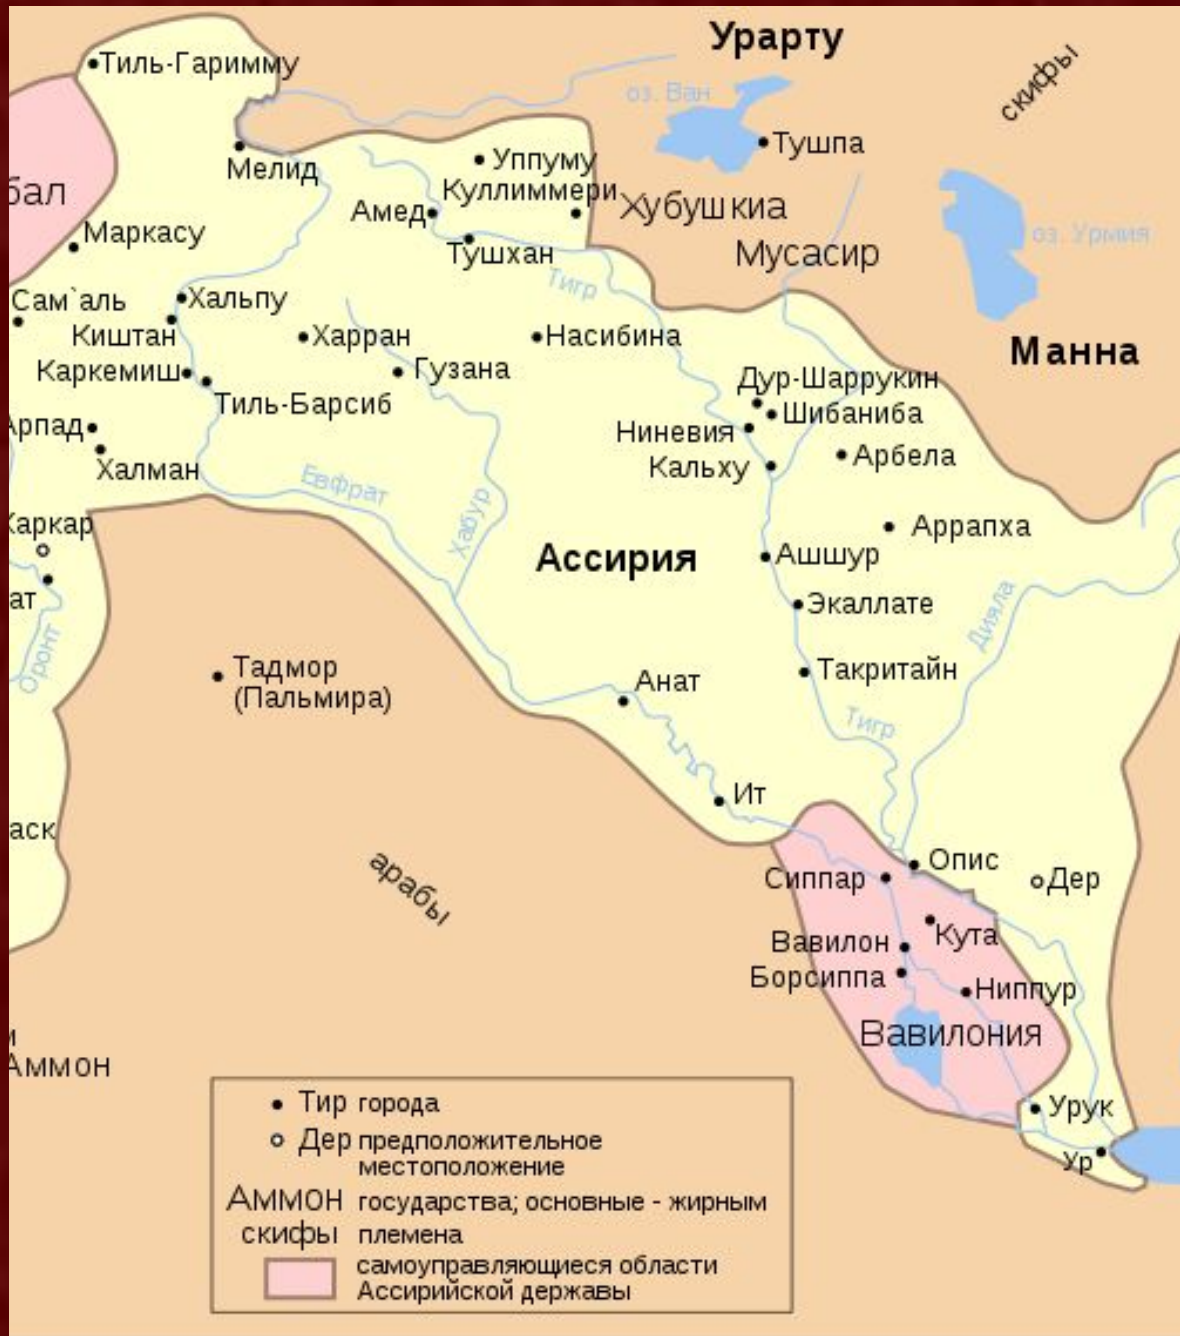 Урарту
скифы
Тиль-Гаримму
оз. Ван
Тушпа
Мелид
Уппуму
Куллиммери
бал
Амед
Хубушкиа
Маркасу
Тушхан
Мусасир
оз. Урмия
Тигр
Сам`аль
Хальпу
Киштан
Харран
Насибина
Манна
Каркемиш
Гузана
Дур-Шаррукин
Тиль-Барсиб
Шибаниба
Арпад
Ниневия
Халман
Кальху
Арбела
Евфрат
Хабур
Каркар
Аррапха
Ассирия
Ашшур
ат
Экаллате
Дияла
Оронт
Тадмор
(Пальмира)
Анат
Такритайн
Тигр
Ит
аск
арабы
Опис
Сиппар
Дер
Кута
Вавилон
Борсиппа
Ниппур
Вавилония
и
Аммон
Урук
Ур
Тир города
Дер предположительное
местоположение
Аммон государства; основные - жирным
скифы племена
самоуправляющиеся области
Ассирийской державы